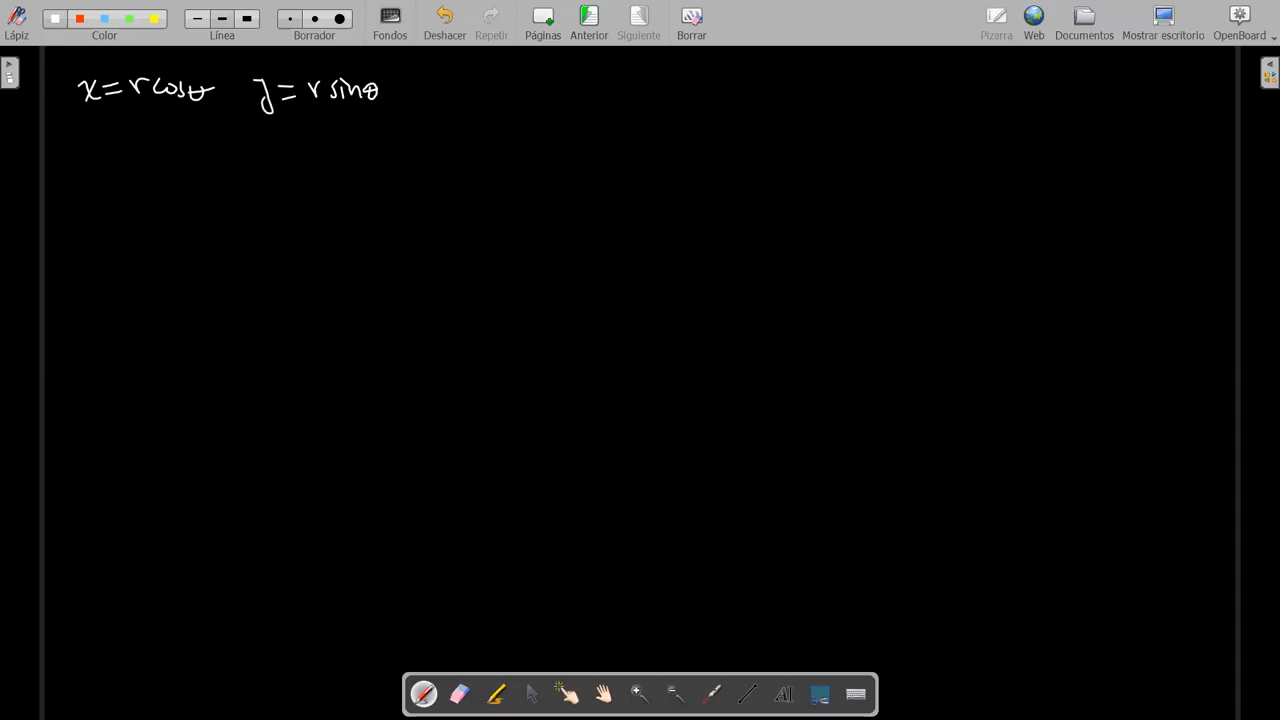 Lápiz Color Línea Borrador Fondos Deshacer Repetir Páginas Anterior Siguiente Borrar Pizarra Web Documentos Mostrar escritorio OpenBoard
x = r cosθ y = r sinθ
AI